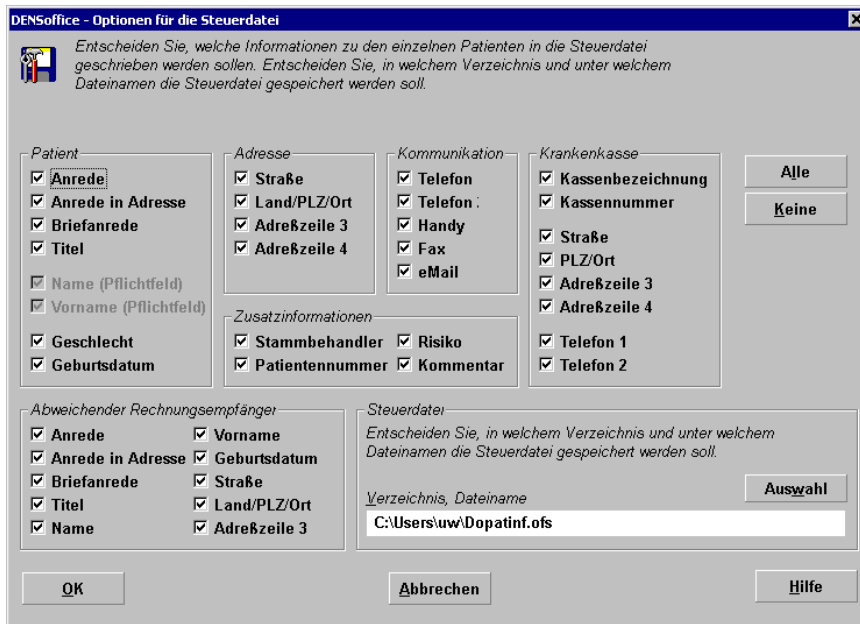 DENSoffice - Optionen für die Steuerdatei
Entscheiden Sie, welche Informationen zu den einzelnen Patienten in die Steuerdatei
geschrieben werden sollen. Entscheiden Sie, in welchem Verzeichnis und unter welchem
Dateinamen die Steuerdatei gespeichert werden soll.
Patient
Anrede
Anrede in Adresse
Briefanrede
Titel
Name (Pflichtfeld)
Vorname (Pflichtfeld)
Geschlecht
Geburtsdatum
Adresse
Straße
Land/PLZ/Ort
Adreßzeile 3
Adreßzeile 4
Kommunikation
Telefon
Telefon
Handy
Fax
eMail
Krankenkasse
Kassenbezeichnung
Kassennummer
Straße
PLZ/Ort
Adreßzeile 3
Adreßzeile 4
Telefon 1
Telefon 2
Alle
Keine
Zusatzinformationen
Stammbehandler
Risiko
Patientennummer
Kommentar
Abweichender Rechnungsempfänger
Anrede
Anrede in Adresse
Briefanrede
Titel
Name
Vorname
Geburtsdatum
Straße
Land/PLZ/Ort
Adreßzeile 3
Steuerdatei
Entscheiden Sie, in welchem Verzeichnis und unter welchem
Dateinamen die Steuerdatei gespeichert werden soll.
Auswahl
Verzeichnis, Dateiname
C:\Users\uw\Dopatinf.ofs
OK
Abbrechen
Hilfe